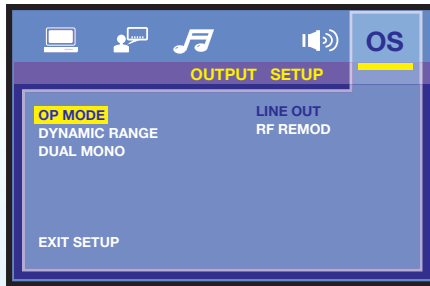 OS
OUTPUT SETUP
OP MODE
LINE OUT
DYNAMIC RANGE
RF REMOD
DUAL MONO
EXIT SETUP